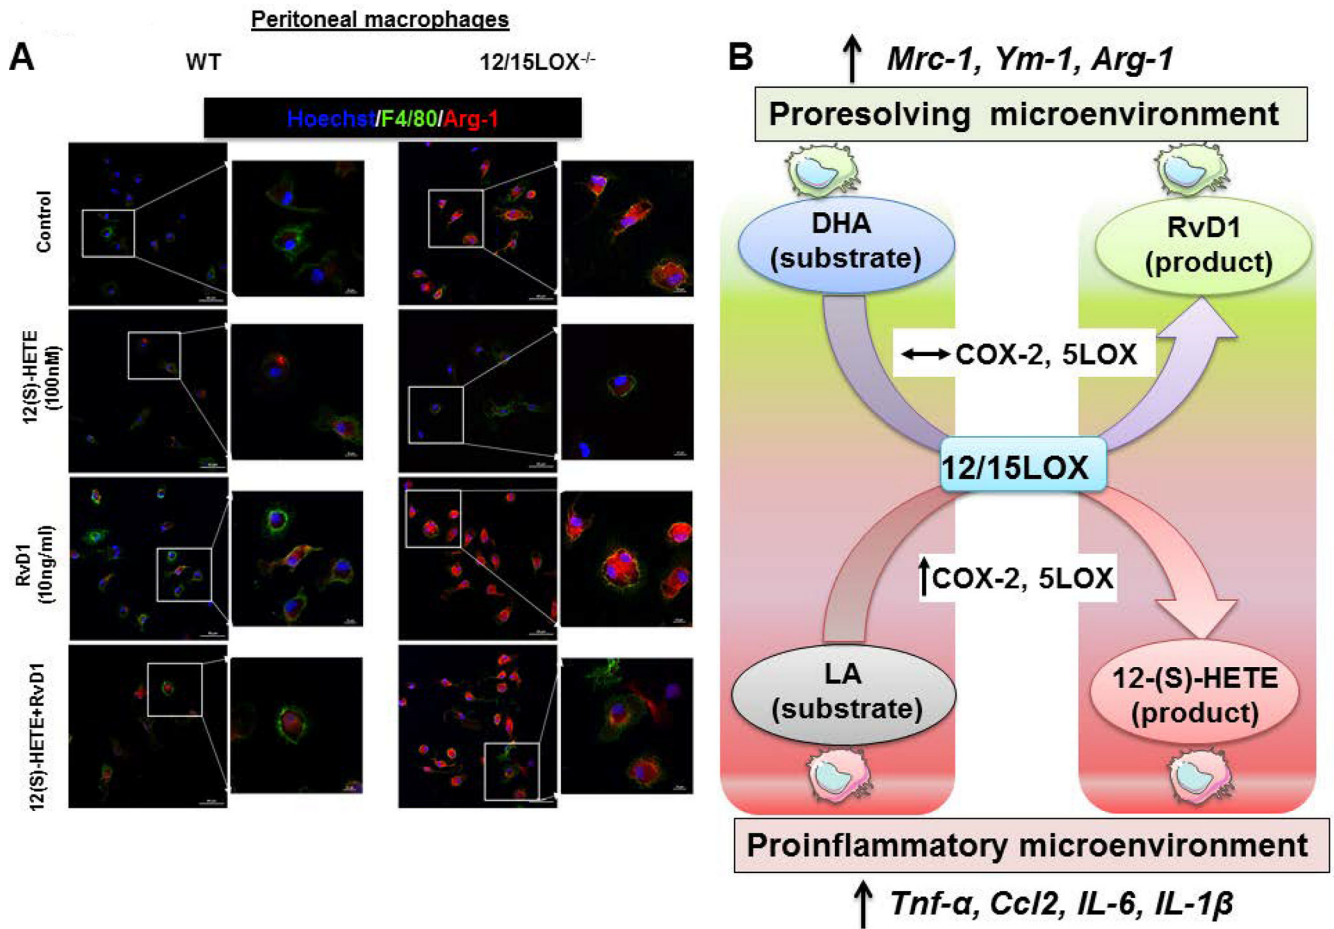 Peritoneal macrophages
A
WT
12/15LOX-/-
Hoechst/F4/80/Arg-1
Control
12(S)-HETE
(100nM)
RvD1
(10ng/ml)
12(S)-HETE+RvD1
B
↑ Mrc-1, Ym-1, Arg-1
Proresolving microenvironment
DHA
(substrate)
RvD1
(product)
↔COX-2, 5LOX
12/15LOX
↑COX-2, 5LOX
LA
(substrate)
12-(S)-HETE
(product)
Proinflammatory microenvironment
↑ Tnf-α, Ccl2, IL-6, IL-1β